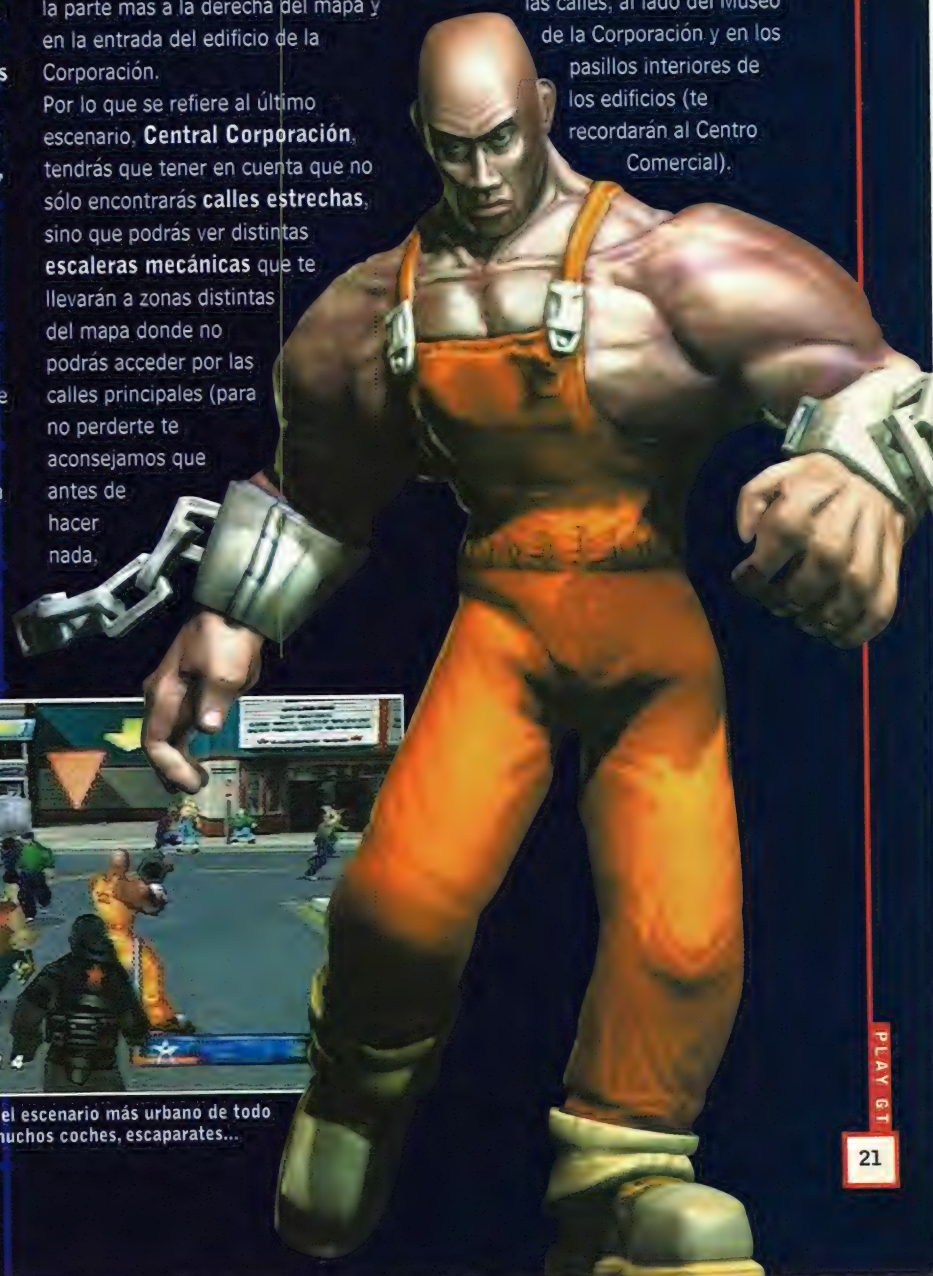 la parte mas a la derecha del mapa y
en la entrada del edificio de la
Corporación.
Por lo que se refiere al último
escenario, Central Corporación,
tendrás que tener en cuenta que no
sólo encontrarás calles estrechas,
sino que podrás ver distintas
escaleras mecánicas que te
llevarán a zonas distintas
del mapa donde no
podrás acceder por las
calles principales (para
no perderte te
aconsejamos que
antes de
hacer
nada,
las calles, al lado del Museo
de la Corporación y en los
pasillos interiores de
los edificios (te
recordarán al Centro
Comercial).
el escenario más urbano de todo
muchos coches, escaparates...
PLAY GT
21